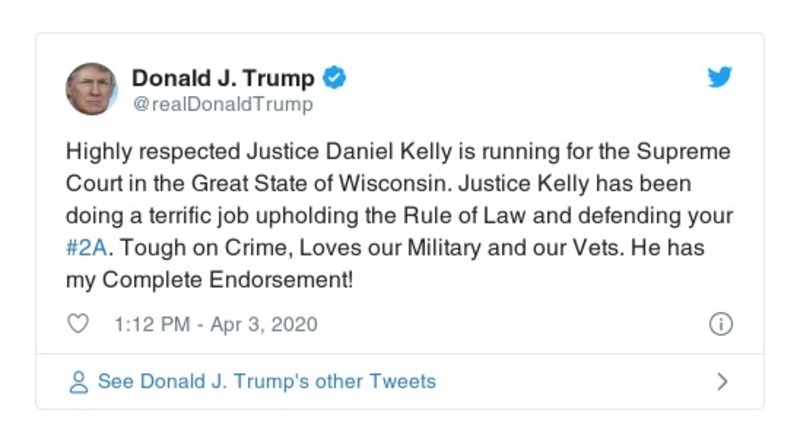 Donald J. Trump
@realDonaldTrump
Highly respected Justice Daniel Kelly is running for the Supreme
Court in the Great State of Wisconsin. Justice Kelly has been
doing a terrific job upholding the Rule of Law and defending your
#2A. Tough on Crime, Loves our Military and our Vets. He has
my Complete Endorsement!
1:12 PM - Apr 3, 2020
See Donald J. Trump's other Tweets